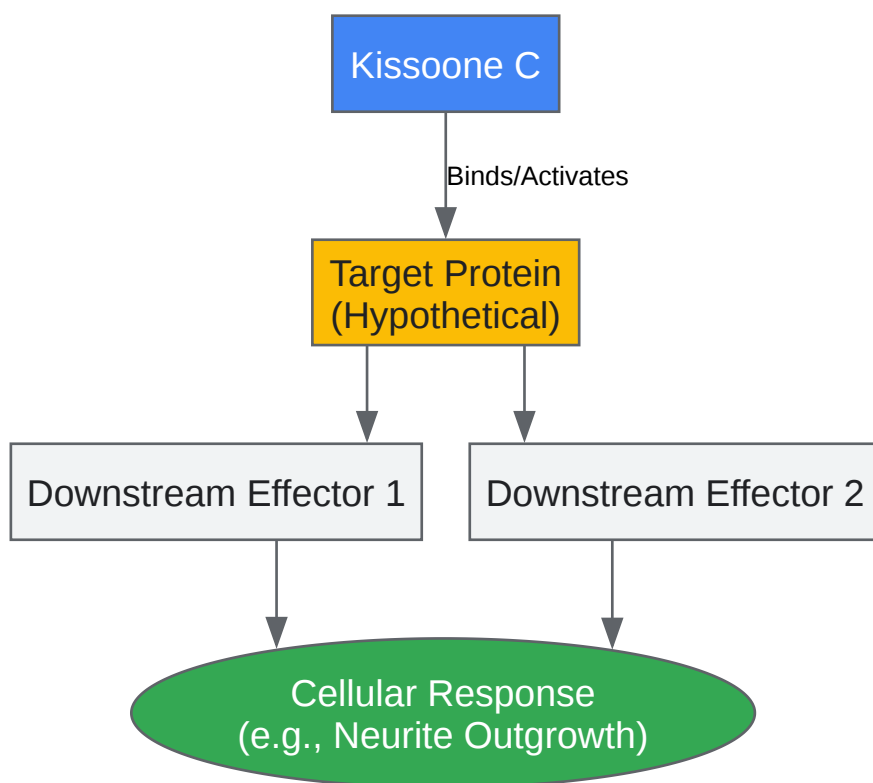 Kissoone C
Binds/Activates
Target Protein
(Hypothetical)
Downstream Effector 1
Downstream Effector 2
Cellular Response
(e.g., Neurite Outgrowth)